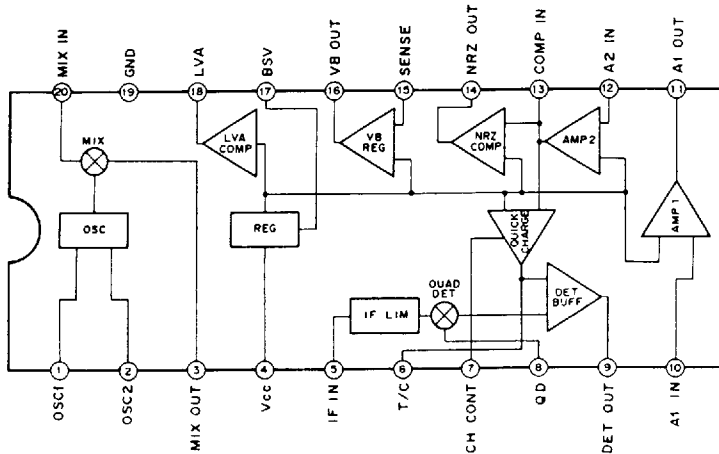 MIX IN
GND
LVA
BSV
VB OUT
SENSE
NRZ OUT
COMP IN
A2 IN
A1 OUT
20
19
18
17
16
15
14
13
12
11
MIX
LVA
COMP
VB
REG
NRZ
COMP
AMP2
AMP 1
OSC
REG
QUICK
CHARGE
QUAD
DET
IF LIM
DET
BUFF
1
2
3
4
5
6
7
8
9
10
OSC1
OSC2
MIX OUT
Vcc
IF IN
T/C
CH CONT
QD
DET OUT
A1 IN